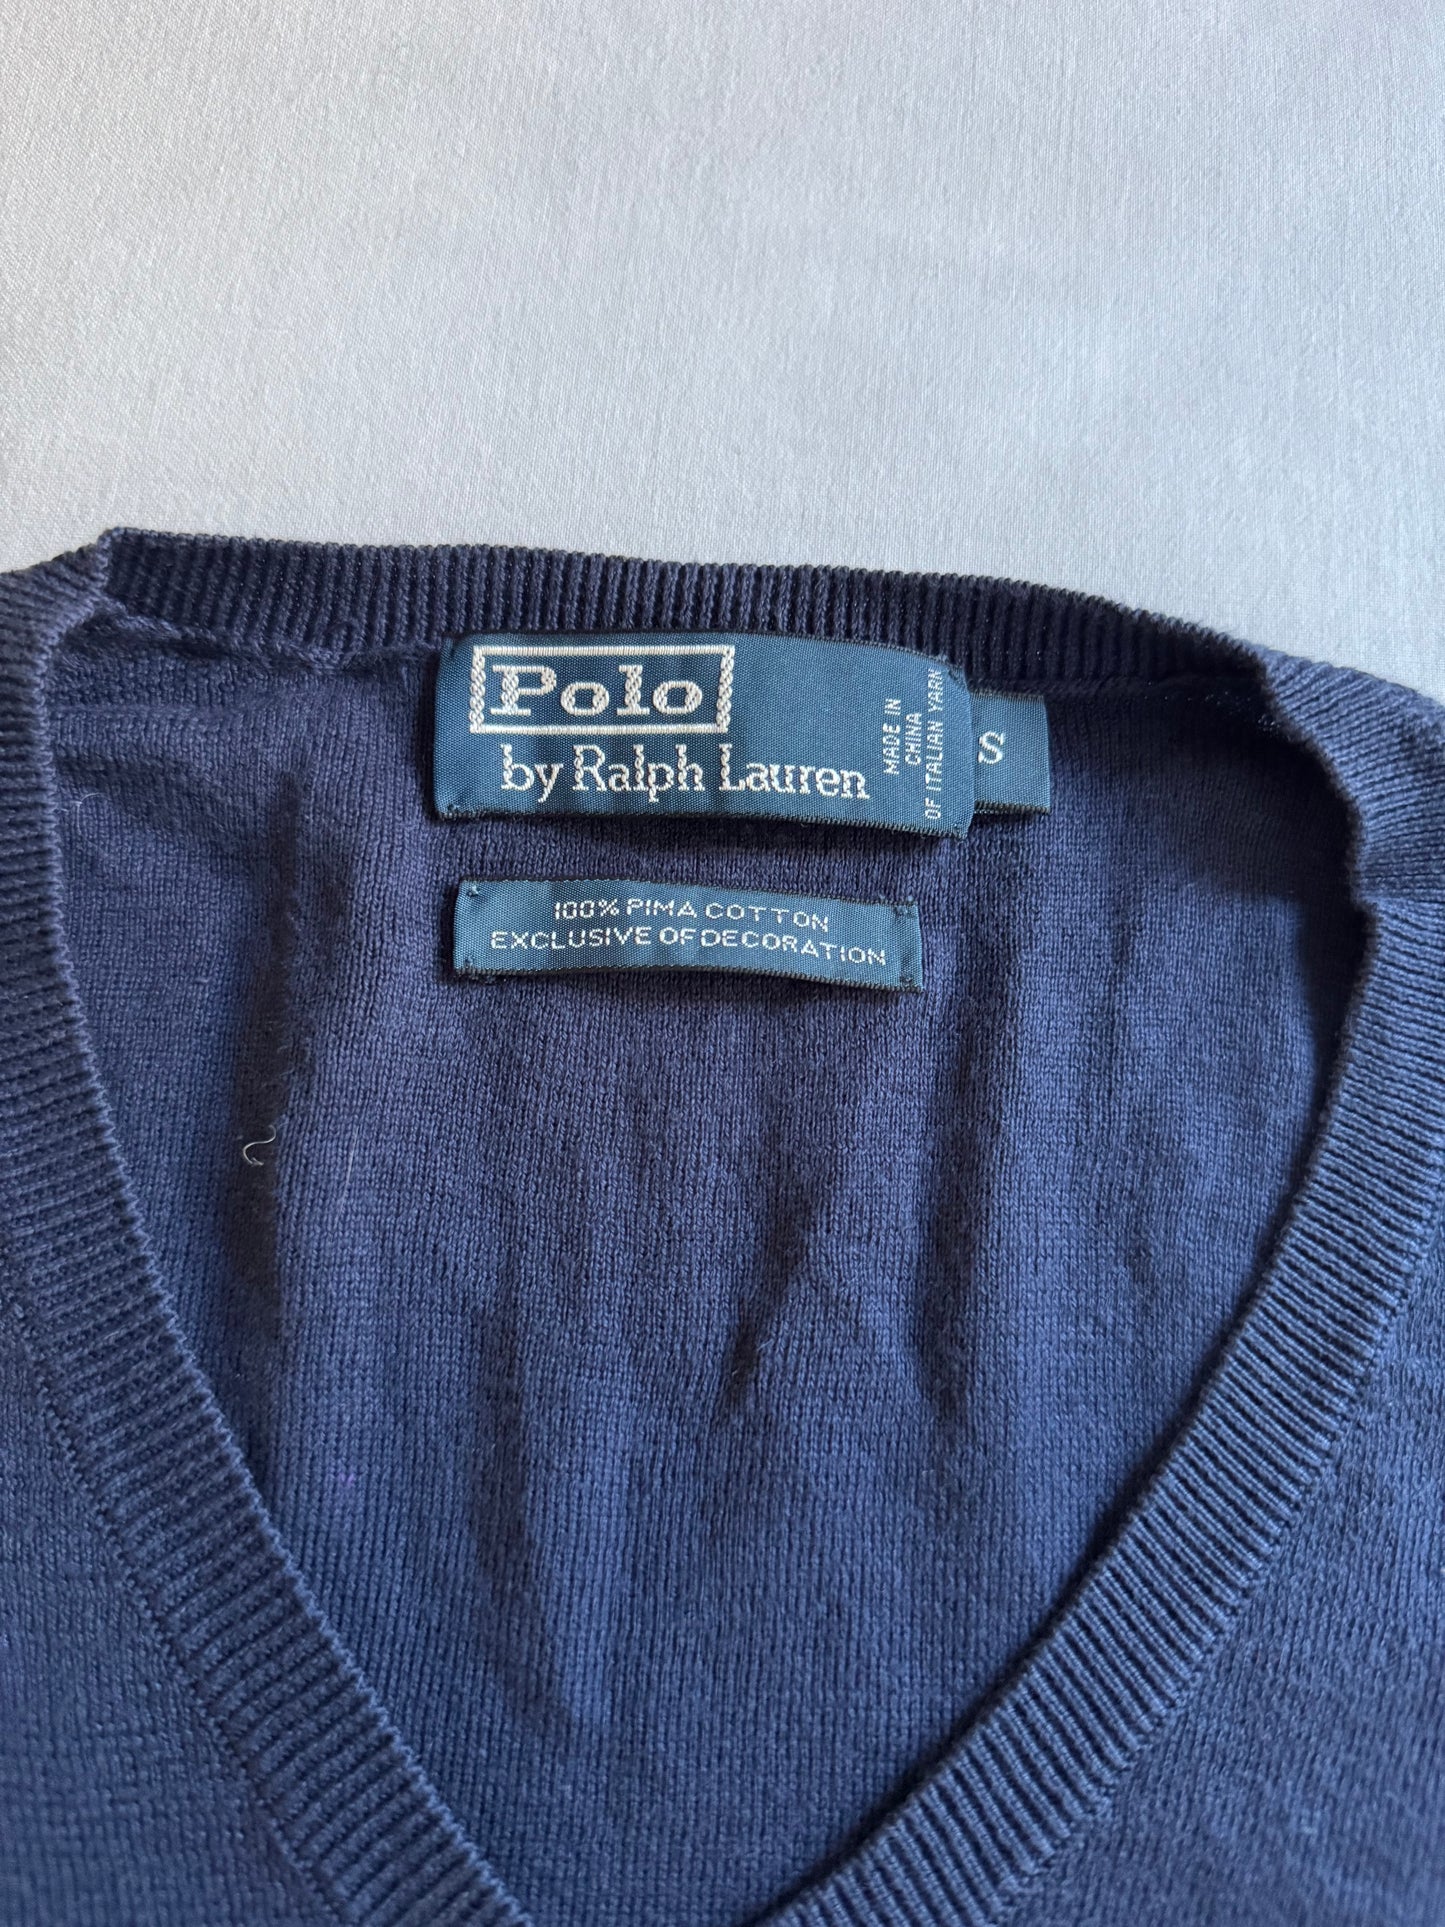 Polo
by Ralph Lauren
MADE IN
CHINA
OF ITALIAN YARN
S
100% PIMA COTTON
EXCLUSIVE OF DECORATION